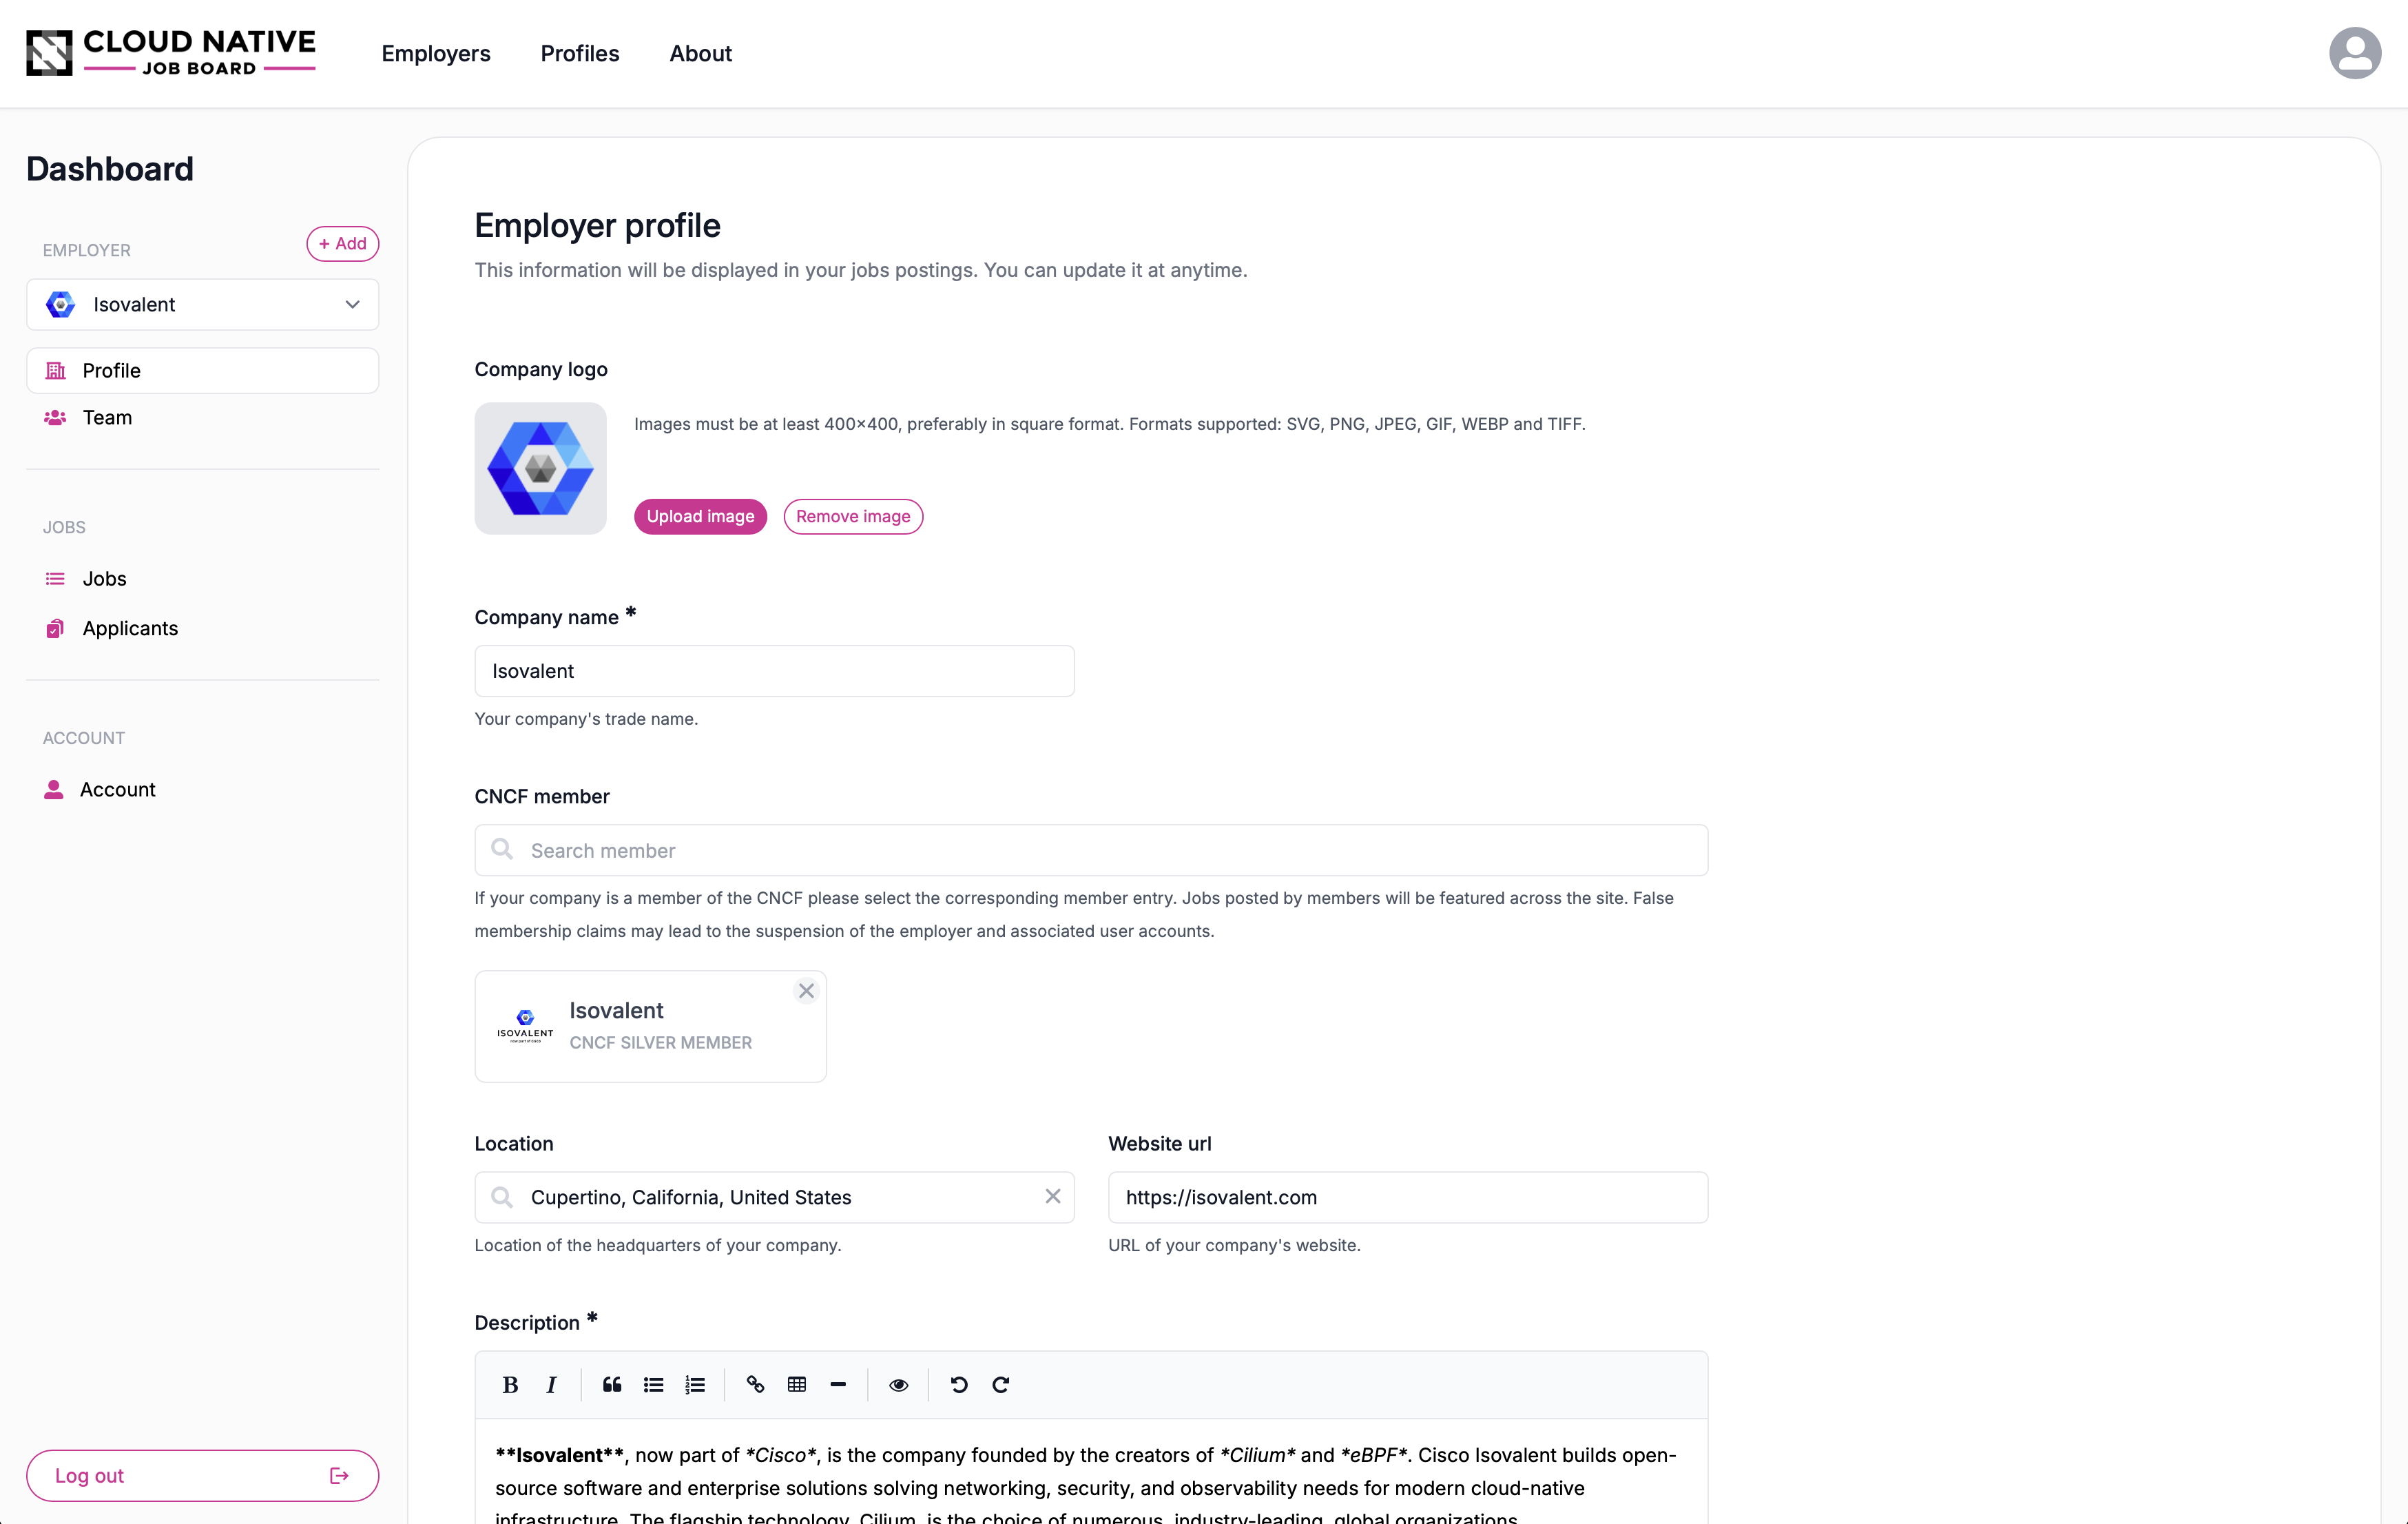 CLOUD NATIVE
JOB BOARD
Employers
Profiles
About
Dashboard
EMPLOYER
+ Add
Isovalent
Profile
Team
JOBS
Jobs
Applicants
ACCOUNT
Account
Log out
Employer profile
This information will be displayed in your jobs postings. You can update it at anytime.
Company logo
Images must be at least 400x400, preferably in square format. Formats supported: SVG, PNG, JPEG, GIF, WEBP and TIFF.
Upload image
Remove image
Company name *
Isovalent
Your company's trade name.
CNCF member
Search member
If your company is a member of the CNCF please select the corresponding member entry. Jobs posted by members will be featured across the site. False
membership claims may lead to the suspension of the employer and associated user accounts.
ISOVALENT
now part of cisco
Isovalent
CNCF SILVER MEMBER
Location
Cupertino, California, United States
Location of the headquarters of your company.
Website url
https://isovalent.com
URL of your company's website.
Description *
**Isovalent**, now part of *Cisco*, is the company founded by the creators of *Cilium* and *eBPF*. Cisco Isovalent builds open-
source software and enterprise solutions solving networking, security, and observability needs for modern cloud-native
infrastructure. The flagship technology, Cilium, is the choice of numerous, industry-leading, global organizations